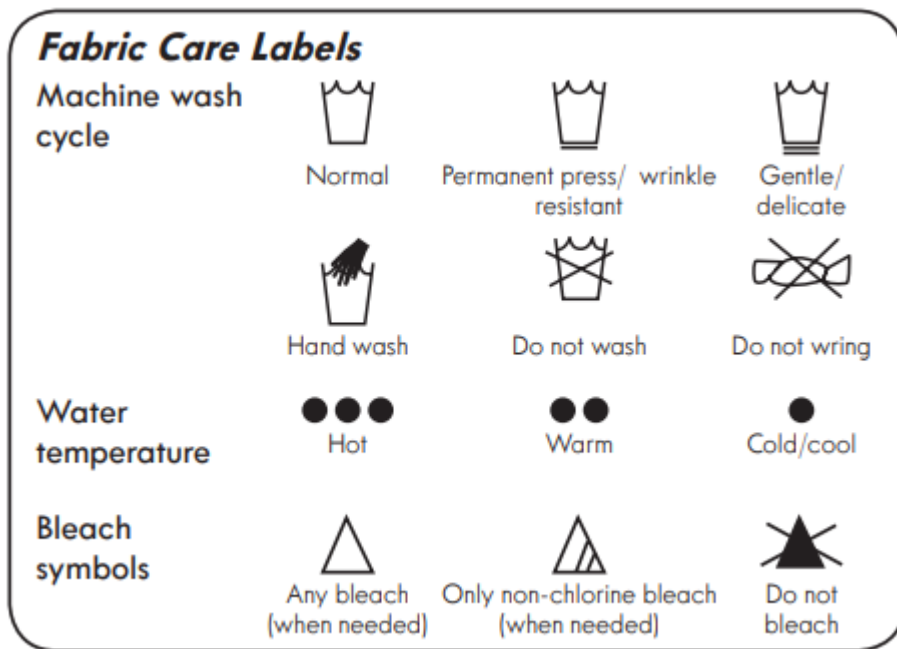 Fabric Care Labels
Machine wash
cycle
Normal
Permanent press/ wrinkle
resistant
Gentle/
delicate
Hand wash
Do not wash
Do not wring
Water
temperature
Hot
Warm
Cold/cool
Bleach
symbols
Any bleach
(when needed)
Only non-chlorine bleach
(when needed)
Do not
bleach